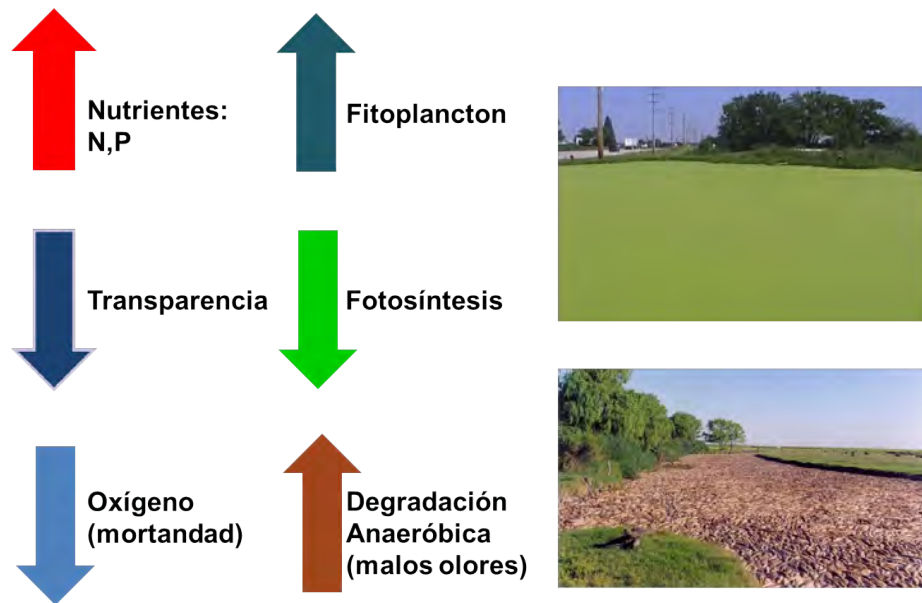 Nutrientes:
N,P
Fitoplancton
Transparencia
Fotosíntesis
Oxígeno
(mortandad)
Degradación
Anaeróbica
(malos olores)